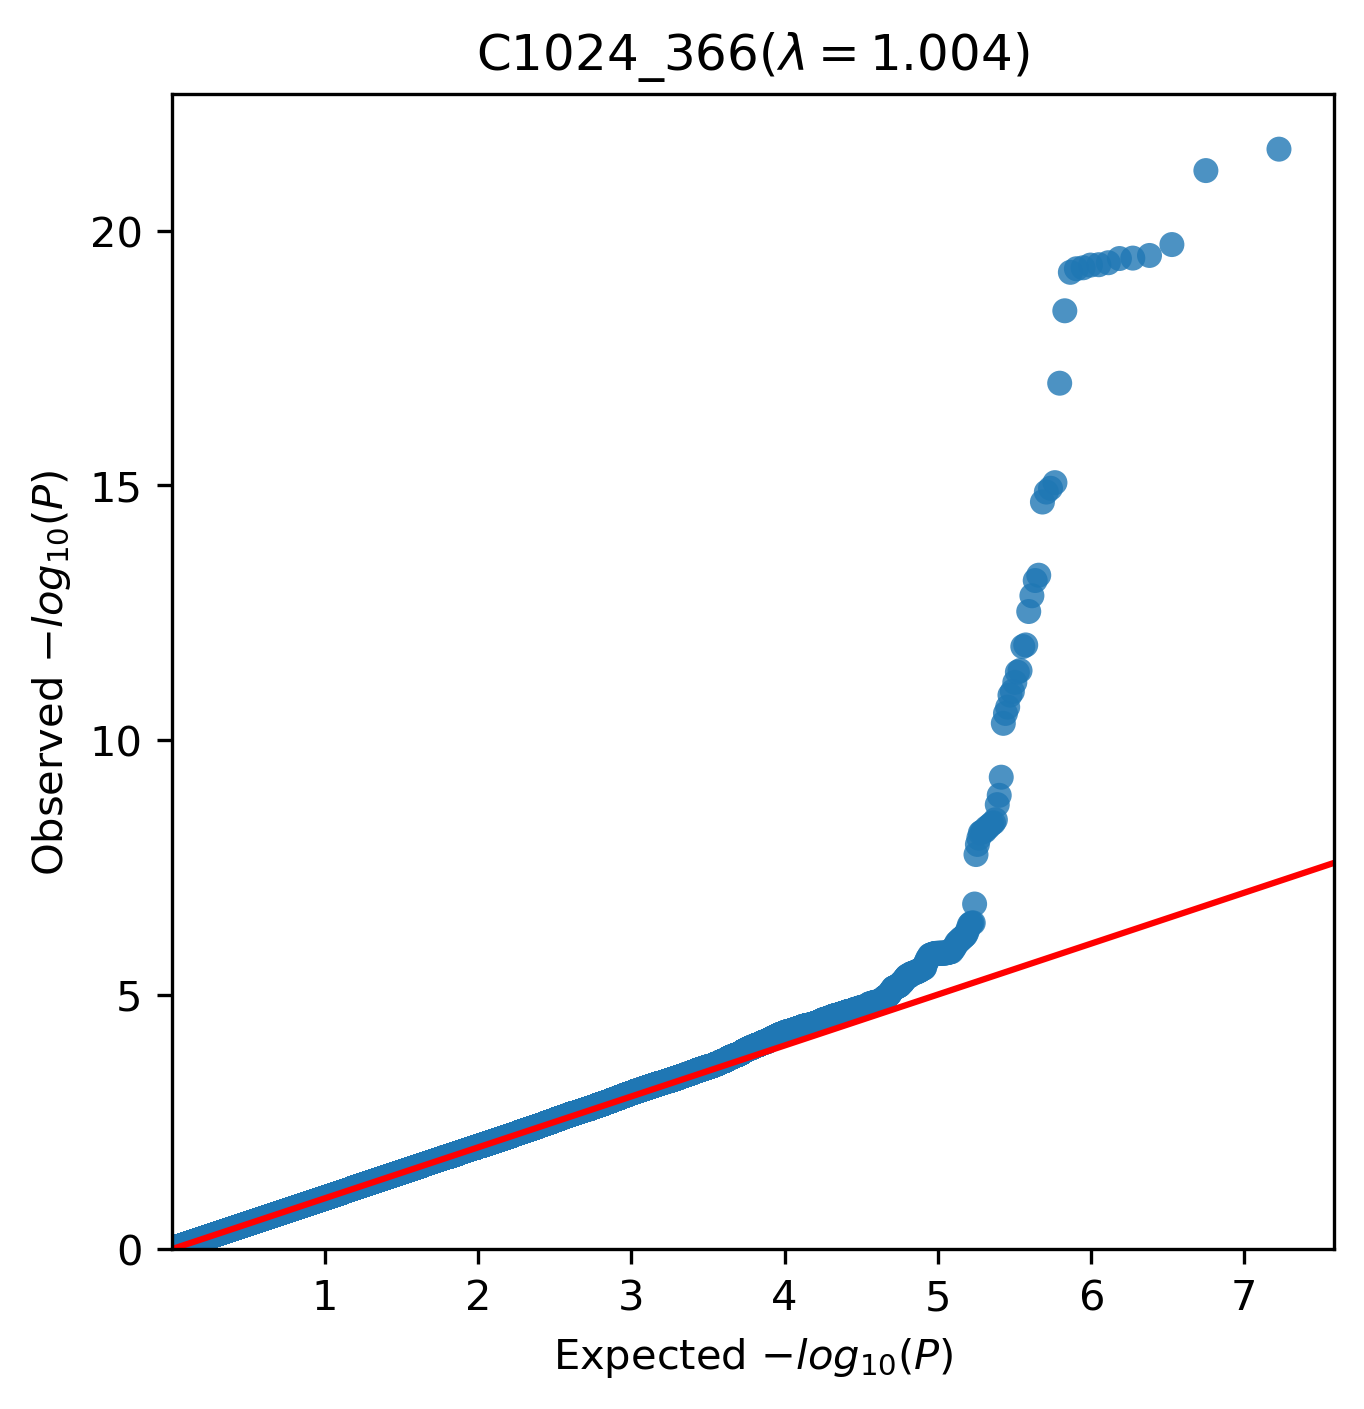 C1024_366(λ = 1.004)
20
15
10
5
0
Observed −log10(P)
1 2 3 4 5 6 7
Expected −log10(P)